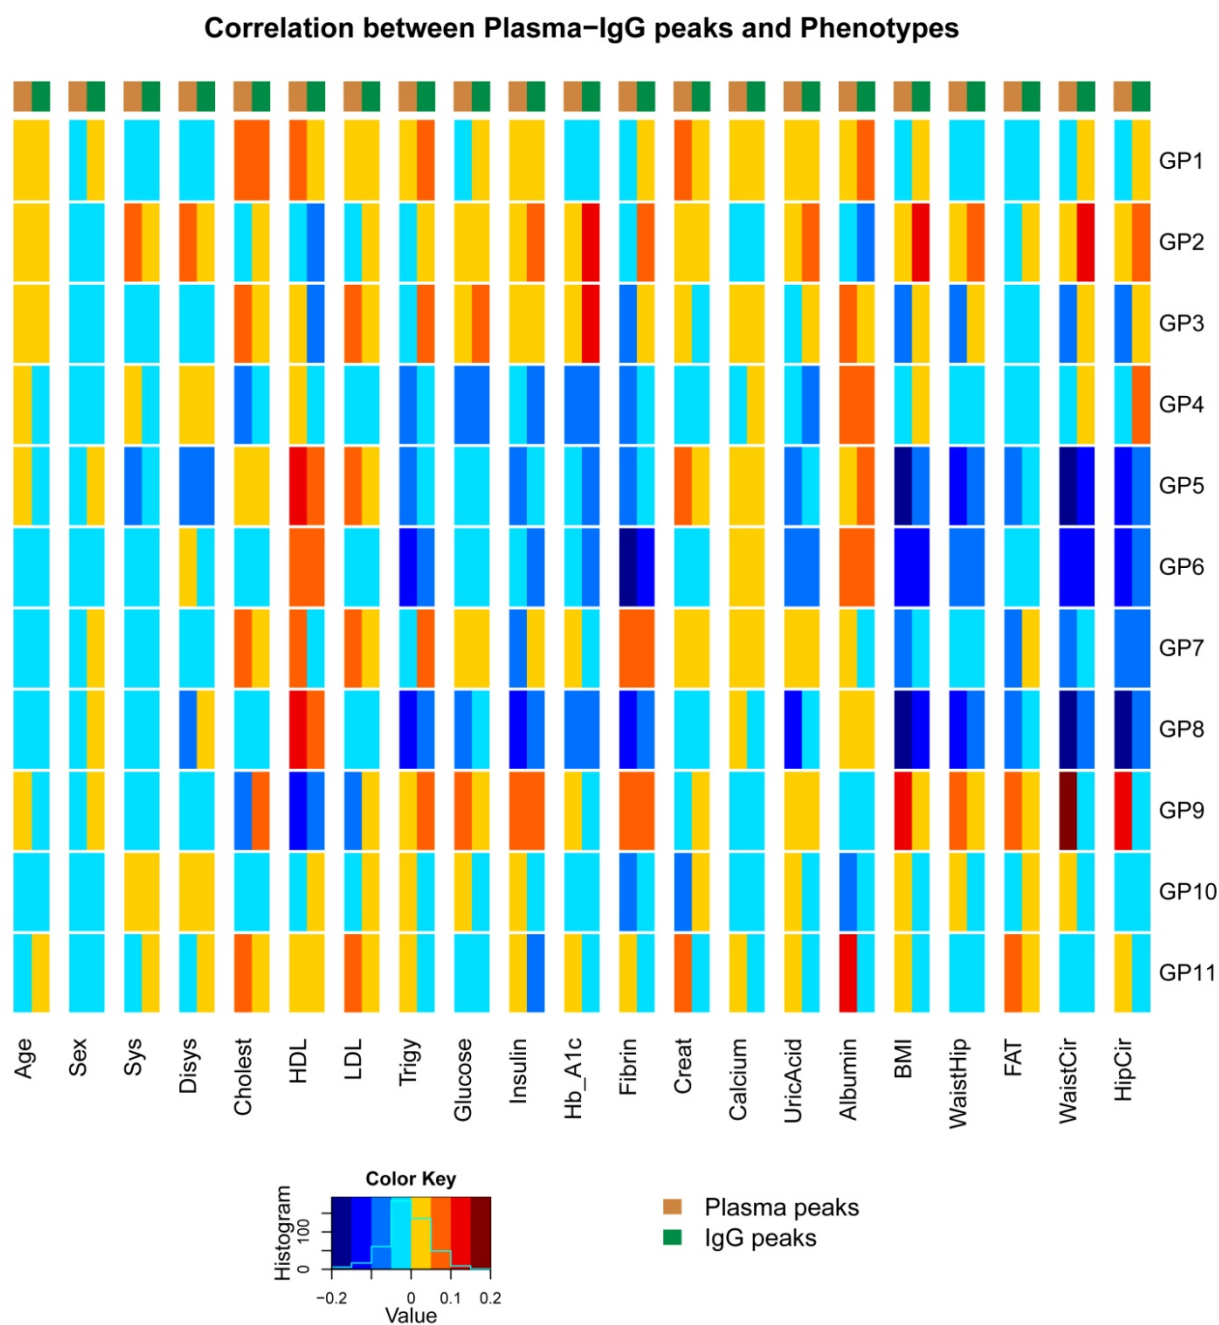 Correlation between Plasma−IgG peaks and Phenotypes
GP1
GP2
GP3
GP4
GP5
GP6
GP7
GP8
GP9
GP10
GP11
Age
Sex
Sys
Disys
Cholest
HDL
LDL
Trigy
Glucose
Insulin
Hb_A1c
Fibrin
Creat
Calcium
UricAcid
Albumin
BMI
WaistHip
FAT
WaistCir
HipCir
Color Key
Histogram
0 100
−0.2 0 0.1 0.2
Value
Plasma peaks
IgG peaks